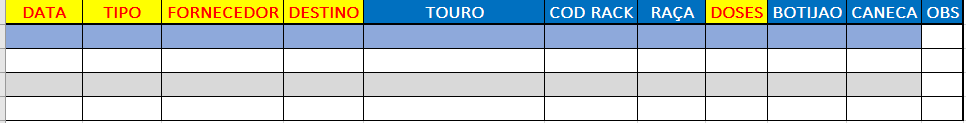 DATA TIPO FORNECEDOR DESTINO TOURO COD RACK RAÇA DOSES BOTIJAO CANECA OBS